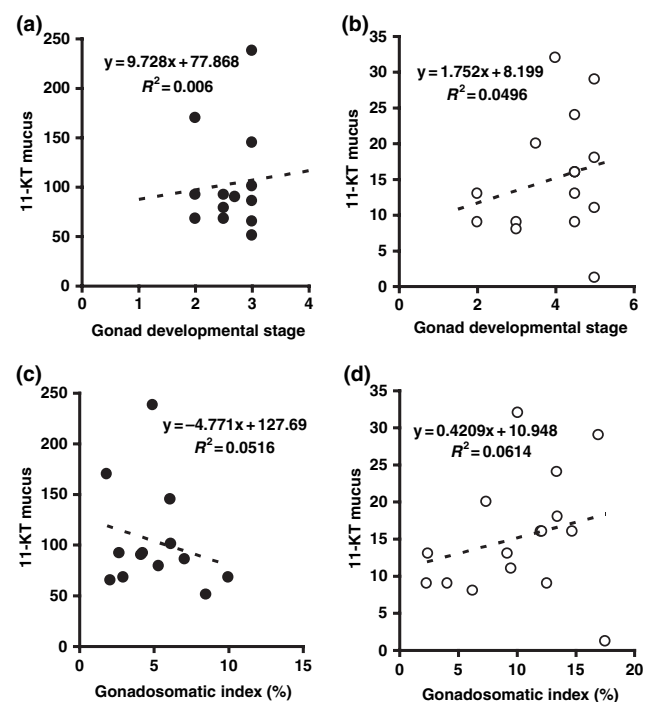 (a)
250
200
150
100
50
0
11-KT mucus
y = 9.728x + 77.868
R² = 0.006
0 1 2 3 4
Gonad developmental stage
(b)
35
30
25
20
15
10
5
0
11-KT mucus
y = 1.752x + 8.199
R² = 0.0496
0 2 4 6
Gonad developmental stage
(c)
250
200
150
100
50
0
11-KT mucus
y = −4.771x + 127.69
R² = 0.0516
0 5 10 15
Gonadosomatic index (%)
(d)
35
30
25
20
15
10
5
0
11-KT mucus
y = 0.4209x + 10.948
R² = 0.0614
0 5 10 15 20
Gonadosomatic index (%)